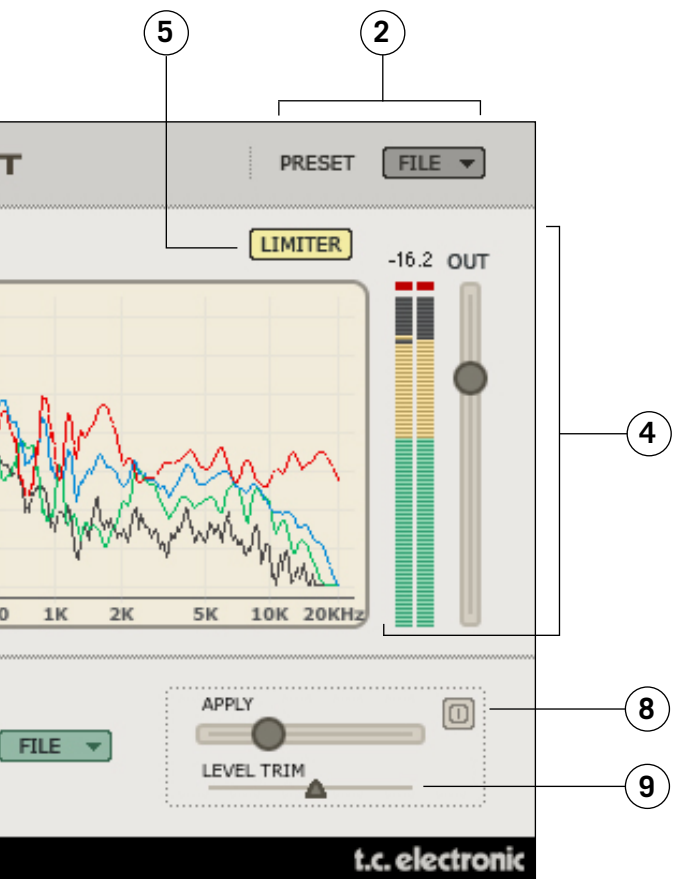 5
2
T
PRESET
FILE
LIMITER
-16.2
OUT
4
0 1K 2K 5K 10K 20KHz
APPLY
8
FILE
LEVEL TRIM
9
t.c. electronic